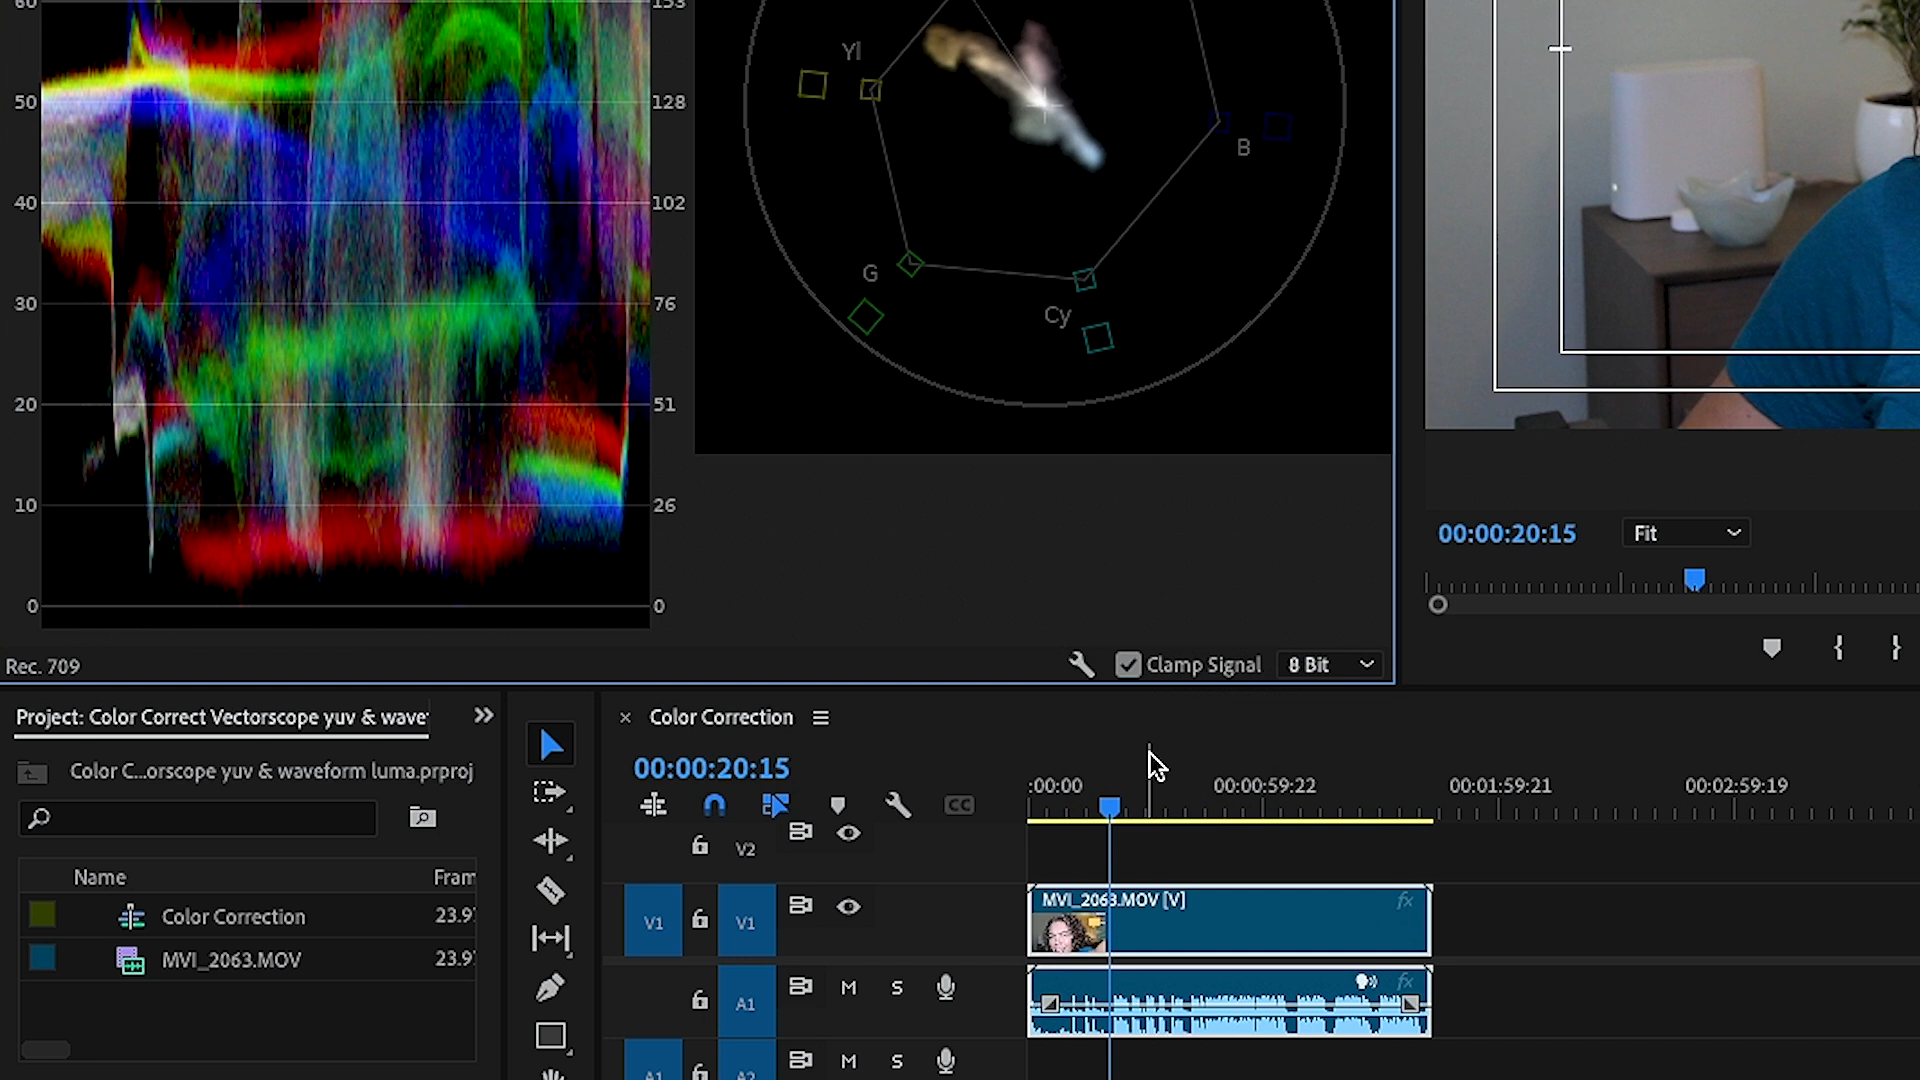 60
153
50
128
40
102
30
76
20
51
10
26
0
0
Yl
B
G
Cy
00:00:20:15
Fit
Rec. 709
Clamp Signal
8 Bit
Project: Color Correct Vectorscope yuv & wave
Color Correction
00:00:20:15
Color C...orscope yuv & waveform luma.prproj
:00:00
00:00:59:22
00:01:59:21
00:02:59:19
CC
V2
Name
Fram
Color Correction
23.9
MVI_2063.MOV
23.9
V1
V1
MVI_2063.MOV [V]
fx
A1
M
S
fx
A1
A2
M
S